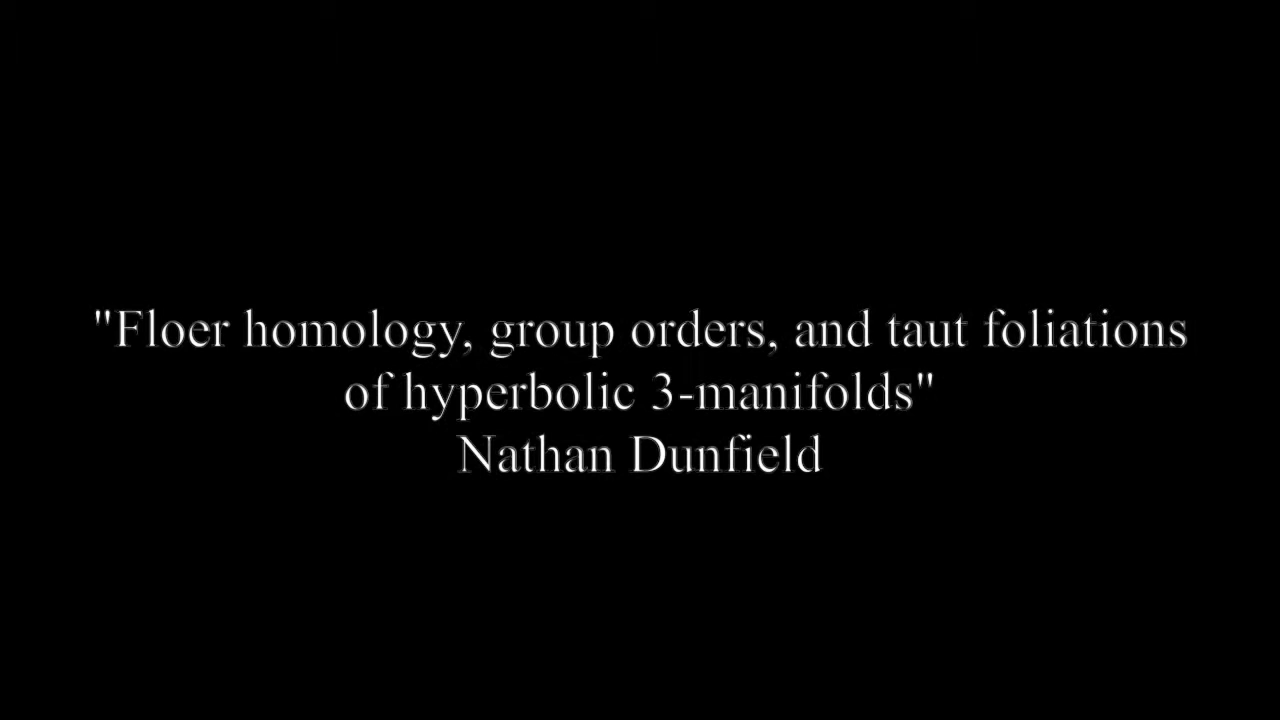 "Floer homology, group orders, and taut foliations
of hyperbolic 3-manifolds"
Nathan Dunfield